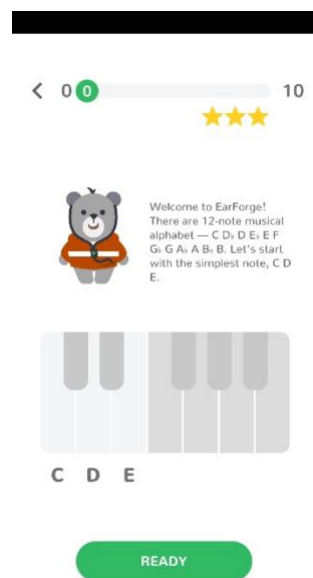 0 0 10
Welcome to EarForge!
There are 12-note musical
alphabet — C D♭ D E♭ E F
G♭ G A♭ A B♭ B. Let's start
with the simplest note, C D
E.
C D E
READY